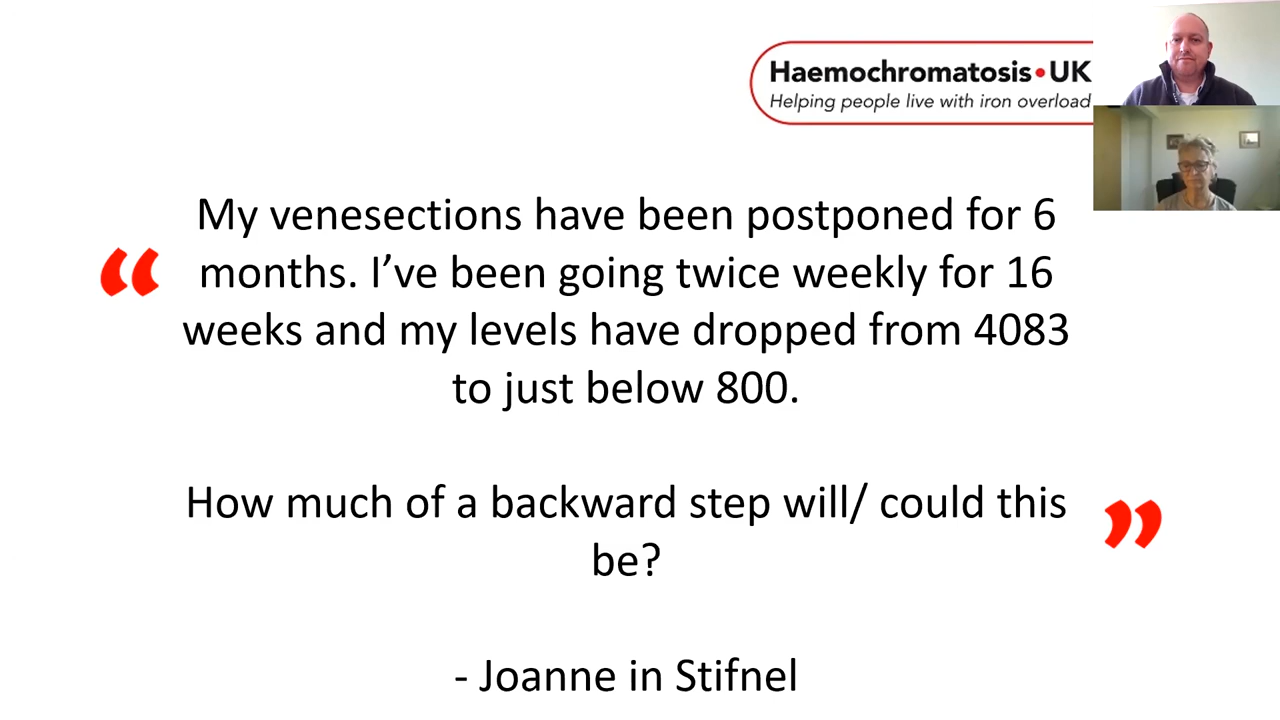 Haemochromatosis•UK
Helping people live with iron overload
“
My venesections have been postponed for 6
months. I’ve been going twice weekly for 16
weeks and my levels have dropped from 4083
to just below 800.
How much of a backward step will/ could this
be?
”
- Joanne in Stifnel